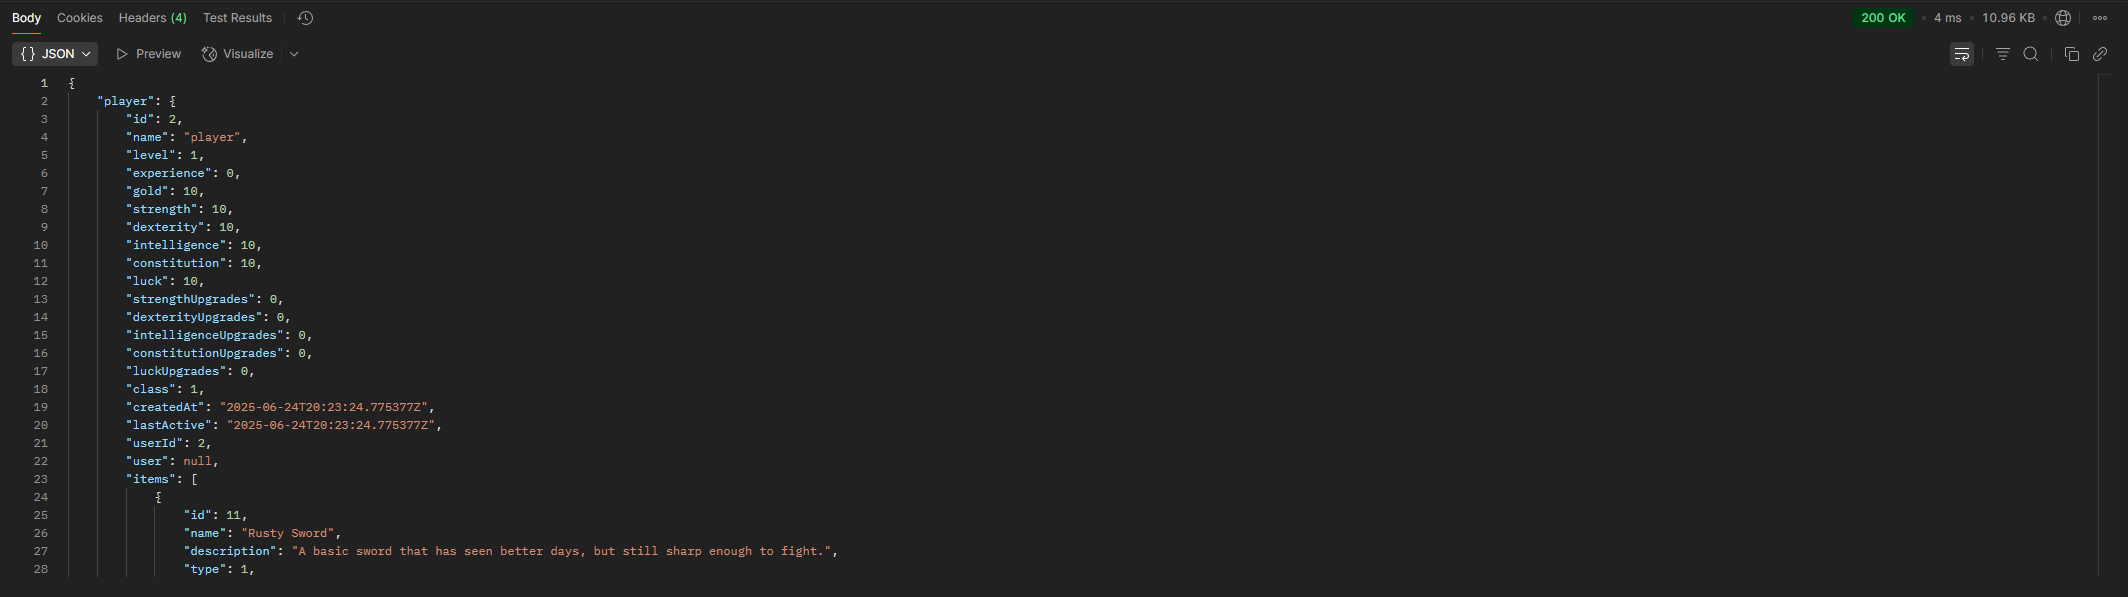 Body Cookies Headers (4) Test Results 200 OK • 4 ms • 10.96 KB •
{} JSON Preview Visualize
1 {
2 "player": {
3 "id": 2,
4 "name": "player",
5 "level": 1,
6 "experience": 0,
7 "gold": 10,
8 "strength": 10,
9 "dexterity": 10,
10 "intelligence": 10,
11 "constitution": 10,
12 "luck": 10,
13 "strengthUpgrades": 0,
14 "dexterityUpgrades": 0,
15 "intelligenceUpgrades": 0,
16 "constitutionUpgrades": 0,
17 "luckUpgrades": 0,
18 "class": 1,
19 "createdAt": "2025-06-24T20:23:24.775377Z",
20 "lastActive": "2025-06-24T20:23:24.775377Z",
21 "userId": 2,
22 "user": null,
23 "items": [
24 {
25 "id": 11,
26 "name": "Rusty Sword",
27 "description": "A basic sword that has seen better days, but still sharp enough to fight.",
28 "type": 1,